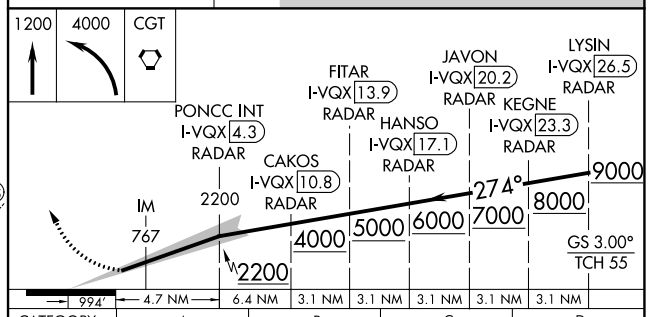 1200
4000
CGT
LYSIN
I-VQX 26.5
RADAR
JAVON
I-VQX 20.2
RADAR
FITAR
I-VQX 13.9
RADAR
KEGNE
I-VQX 23.3
RADAR
PONCC INT
I-VQX 4.3
RADAR
HANSO
I-VQX 17.1
RADAR
CAKOS
I-VQX 10.8
RADAR
IM
767
2200
2200
4000
5000
6000
7000
8000
9000
274°
GS 3.00°
TCH 55
994'
4.7 NM
6.4 NM
3.1 NM
3.1 NM
3.1 NM
3.1 NM
3.1 NM